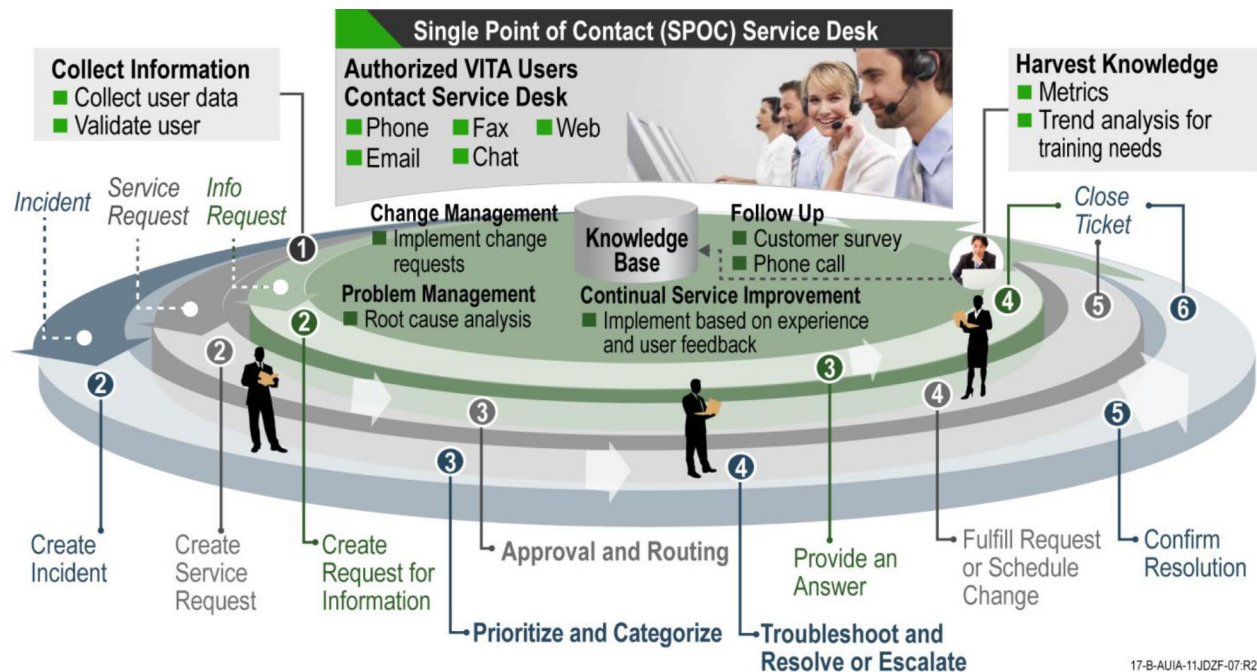 Single Point of Contact (SPOC) Service Desk
Authorized VITA Users
Contact Service Desk
Phone Fax Web
Email Chat
Collect Information
Collect user data
Validate user
Harvest Knowledge
Metrics
Trend analysis for
training needs
Incident
Service
Request
Info
Request
1
Change Management
Implement change
requests
Knowledge
Base
Follow Up
Customer survey
Phone call
Close
Ticket
Problem Management
Root cause analysis
Continual Service Improvement
Implement based on experience
and user feedback
4
5
6
2
2
2
3
3
4
3
4
5
Create
Incident
Create
Service
Request
Create
Request for
Information
Approval and Routing
Provide an
Answer
Fulfill Request
or Schedule
Change
Confirm
Resolution
Prioritize and Categorize
Troubleshoot and
Resolve or Escalate
17-B-AUIA-11JDZF-07.R2